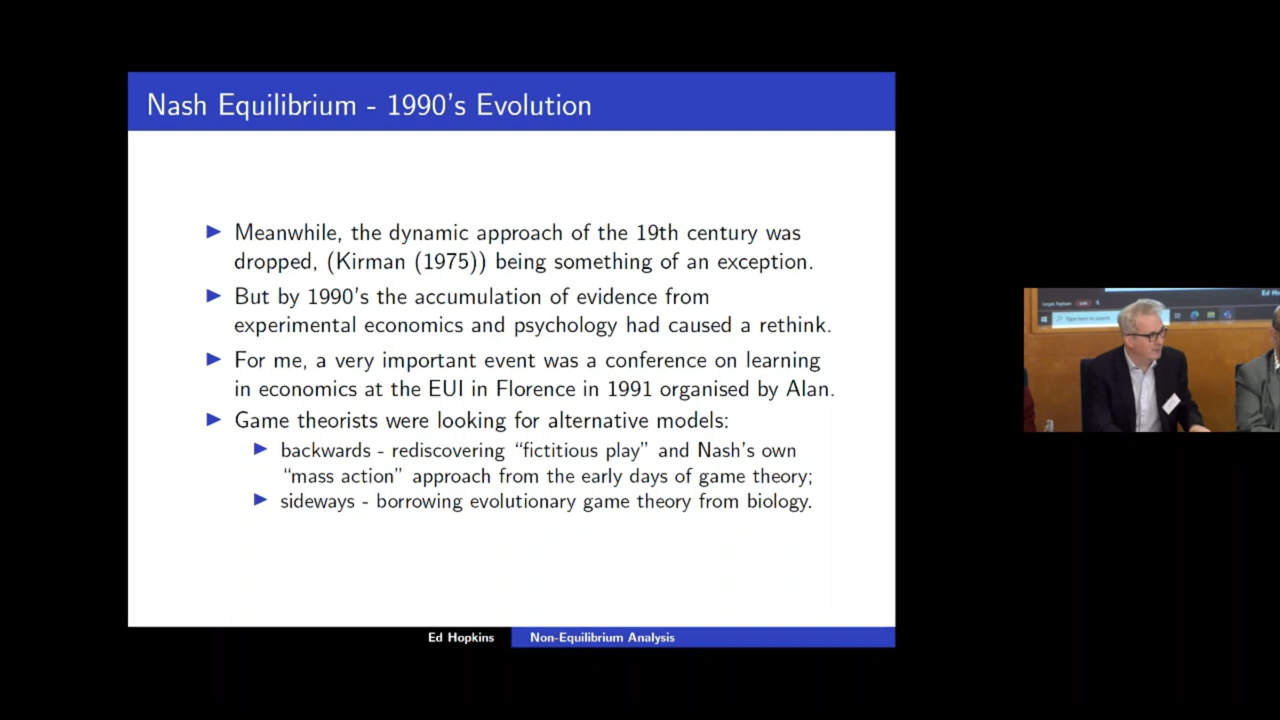 Nash Equilibrium - 1990's Evolution
Meanwhile, the dynamic approach of the 19th century was
dropped, (Kirman (1975)) being something of an exception.
But by 1990's the accumulation of evidence from
experimental economics and psychology had caused a rethink.
For me, a very important event was a conference on learning
in economics at the EUI in Florence in 1991 organised by Alan.
Game theorists were looking for alternative models:
backwards - rediscovering “fictitious play” and Nash's own
“mass action” approach from the early days of game theory;
sideways - borrowing evolutionary game theory from biology.
Ed Hopkins
Non-Equilibrium Analysis
Type here to search